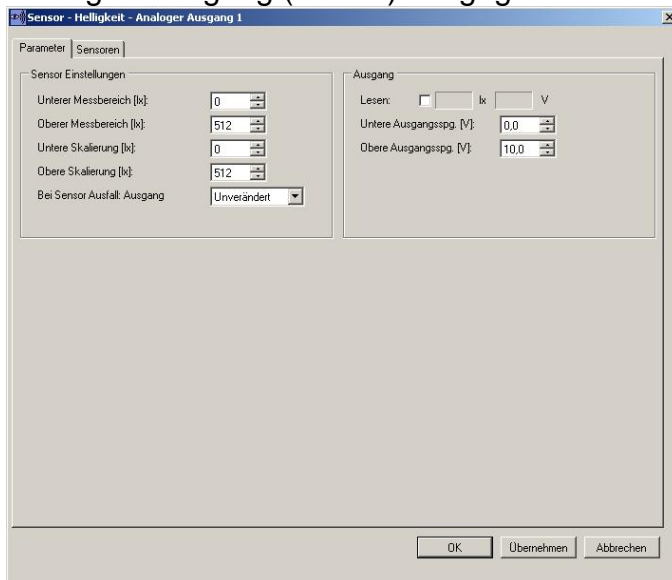 Sensor - Helligkeit - Analoger Ausgang 1
Parameter
Sensoren
Sensor Einstellungen
Unterer Messbereich [lx]:
0
Oberer Messbereich [lx]:
512
Untere Skalierung [lx]:
0
Obere Skalierung [lx]:
512
Bei Sensor Ausfall: Ausgang
Unverändert
Ausgang
Lesen:
lx
V
Untere Ausgangsspg. [V]:
0,0
Obere Ausgangsspg. [V]:
10,0
OK
Übernehmen
Abbrechen